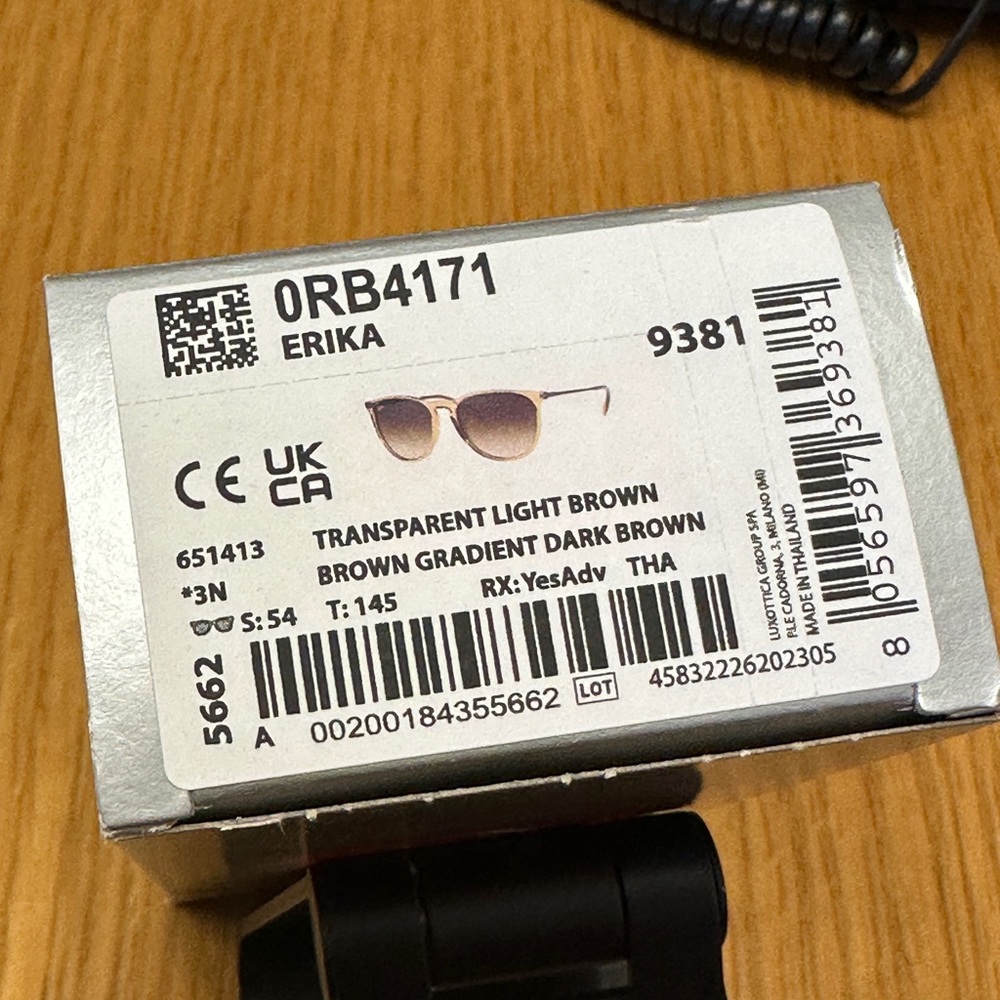 0RB4171
ERIKA
9381
CE UK CA
TRANSPARENT LIGHT BROWN
BROWN GRADIENT DARK BROWN
651413
*3N
S: 54 T: 145 RX: YesAdv THA
5662
A 00200184355662 LOT 45832226202305
LUXOTTICA GROUP SPA
P.LE CADORNA, 3, MILANO (MI)
MADE IN THAILAND
8 056597 369381